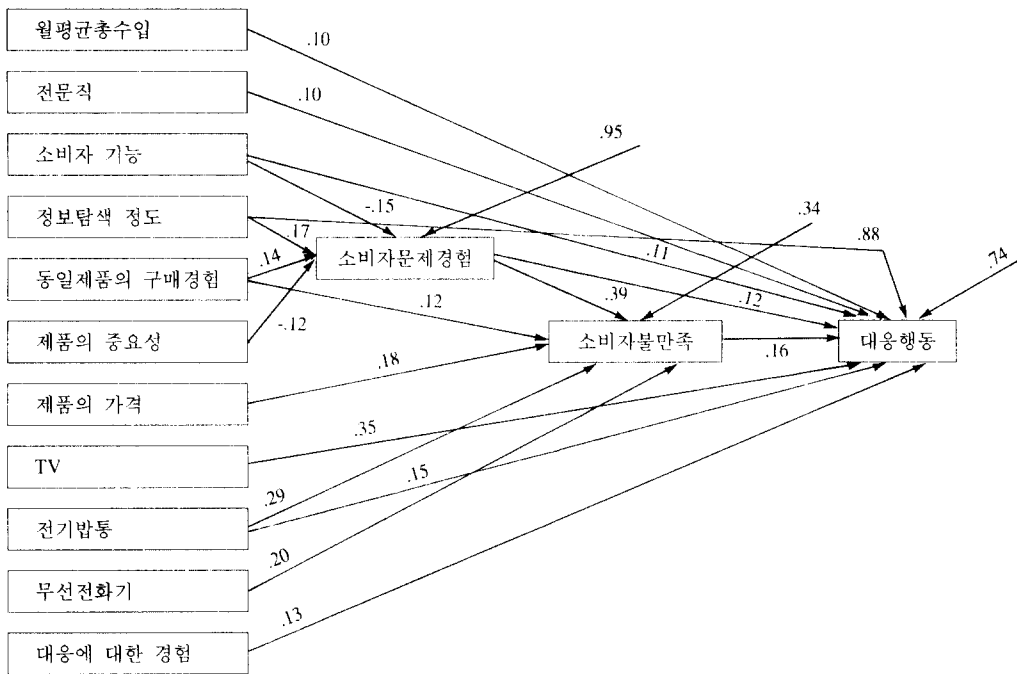 월평균총수입
.10
전문직
.10
소비자 기능
.95
정보탐색 정도
-.15
.34
.17
.88
소비자문제경험
.11
.74
동일제품의 구매경험
.14
.12
.39
.12
제품의 중요성
-.12
소비자불만족
대응행동
.16
.18
제품의 가격
.35
TV
.15
.29
전기밥통
.20
무선전화기
.13
대응에 대한 경험